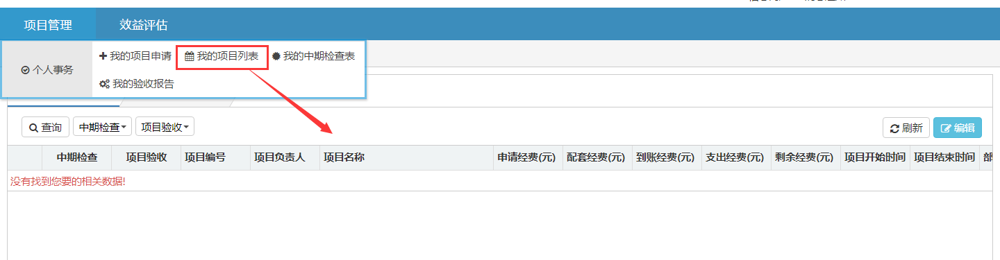 项目管理 效益评估
个人事务
我的项目申请 我的项目列表 我的中期检查表
我的验收报告
查询 中期检查 项目验收 刷新 编辑
中期检查 项目验收 项目编号 项目负责人 项目名称 申请经费(元) 配套经费(元) 到账经费(元) 支出经费(元) 剩余经费(元) 项目开始时间 项目结束时间 部
没有找到您要的相关数据!